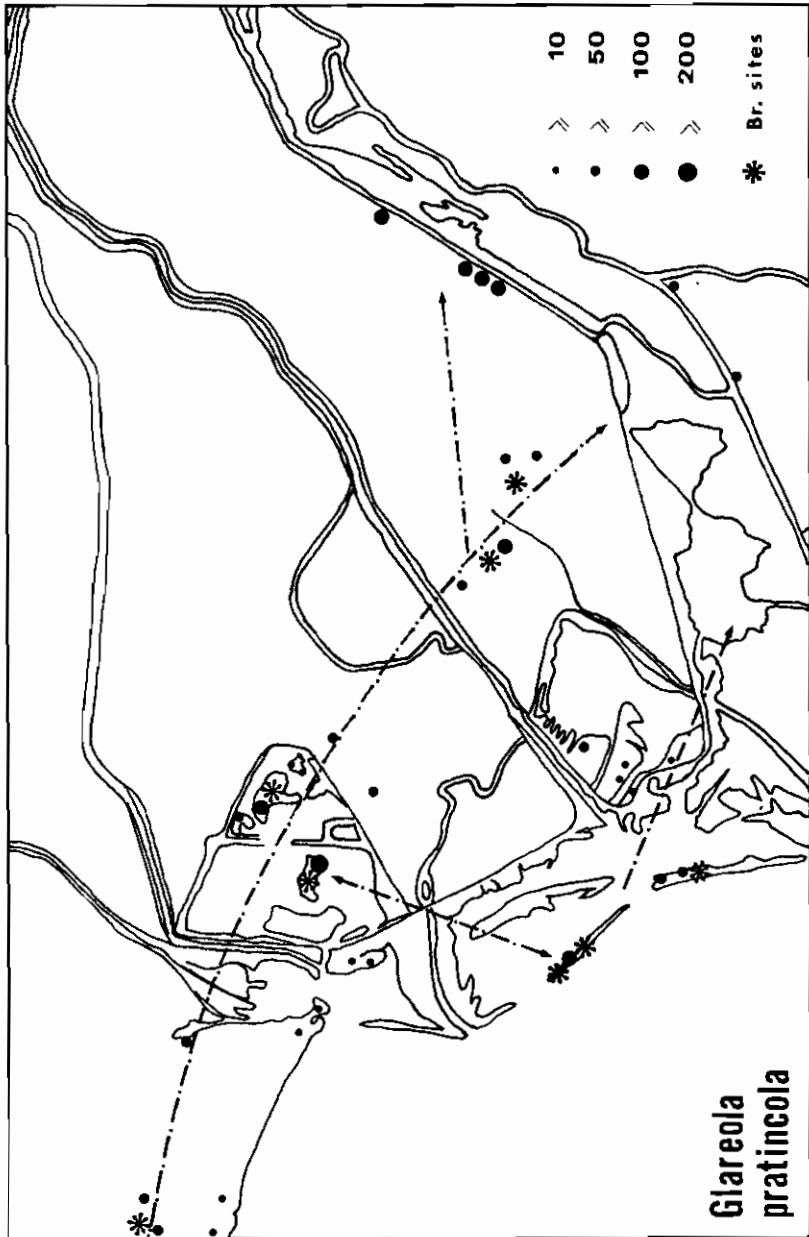 • ⩾ 10
• ⩾ 50
● ⩾ 100
● ⩾ 200
✱ Br. sites
Glareola
pratincola